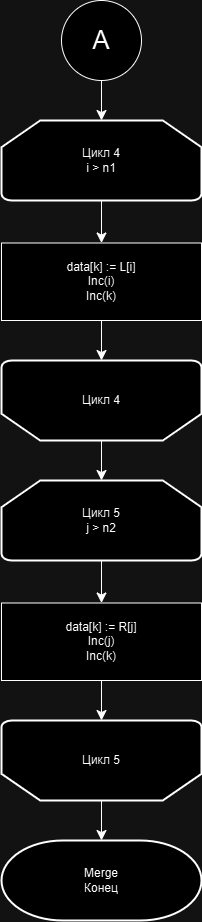 A
Цикл 4
i > n1
data[k] := L[i]
Inc(i)
Inc(k)
Цикл 4
Цикл 5
j > n2
data[k] := R[j]
Inc(j)
Inc(k)
Цикл 5
Merge
Конец